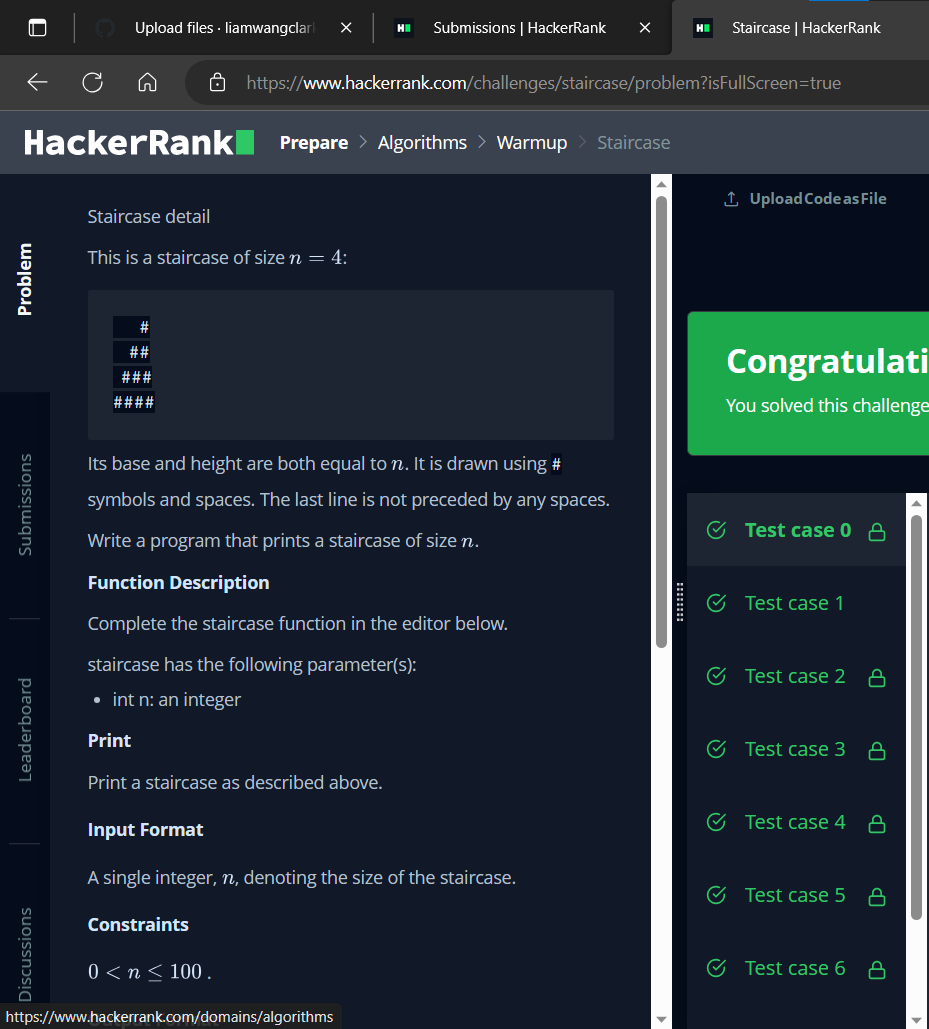 Upload files · liamwangclar
Submissions | HackerRank
Staircase | HackerRank
https://www.hackerrank.com/challenges/staircase/problem?isFullScreen=true
HackerRank
Prepare > Algorithms > Warmup > Staircase
Problem
Submissions
Leaderboard
Discussions
Staircase detail
This is a staircase of size n = 4:
   #
  ##
 ###
####
Its base and height are both equal to n. It is drawn using #
symbols and spaces. The last line is not preceded by any spaces.
Write a program that prints a staircase of size n.
Function Description
Complete the staircase function in the editor below.
staircase has the following parameter(s):
• int n: an integer
Print
Print a staircase as described above.
Input Format
A single integer, n, denoting the size of the staircase.
Constraints
0 < n ≤ 100 .
Output Format
https://www.hackerrank.com/domains/algorithms
Upload Code as File
Congratulati
You solved this challenge
Test case 0
Test case 1
Test case 2
Test case 3
Test case 4
Test case 5
Test case 6